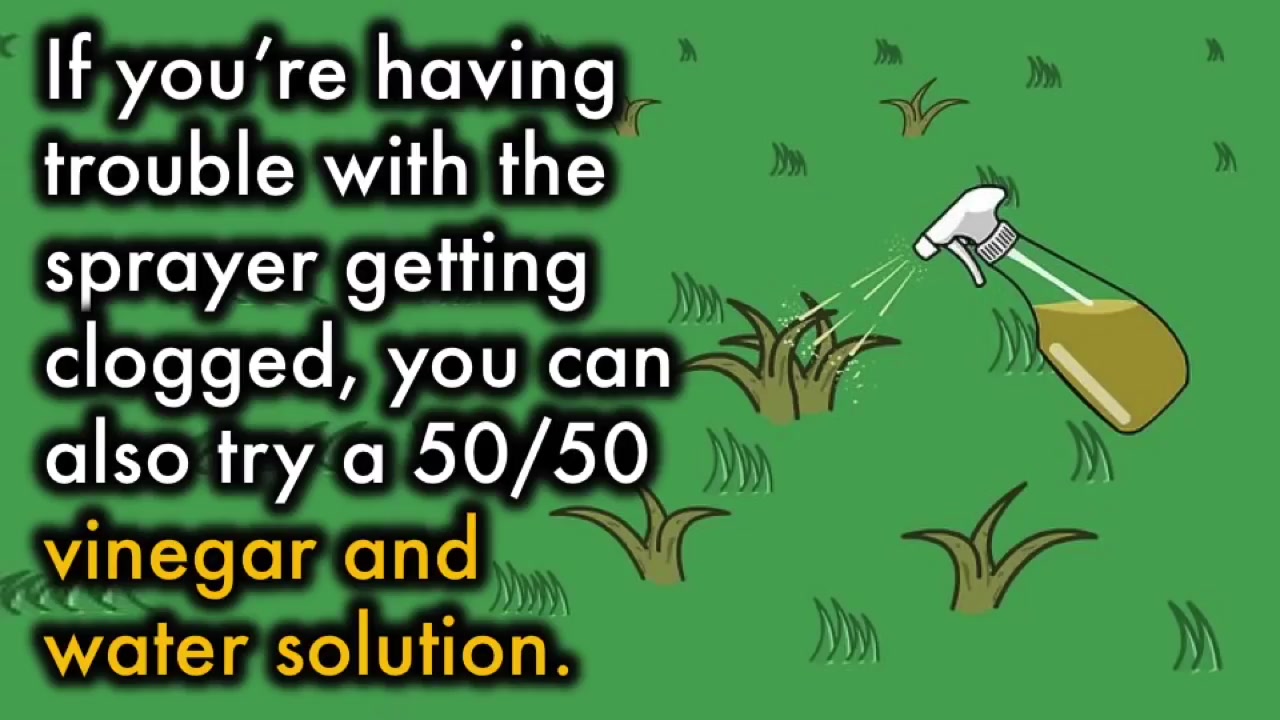 If you’re having
trouble with the
sprayer getting
clogged, you can
also try a 50/50
vinegar and
water solution.